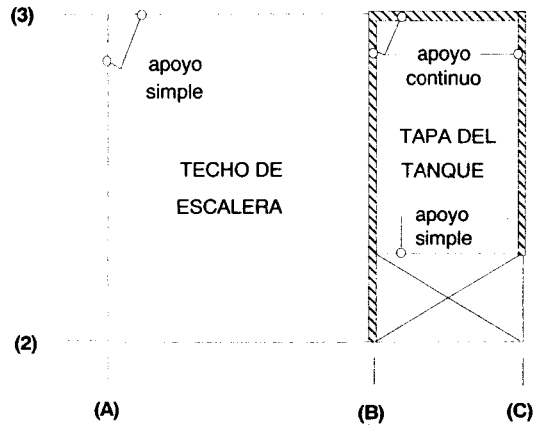 (3)
apoyo
simple
TECHO DE
ESCALERA
apoyo
continuo
TAPA DEL
TANQUE
apoyo
simple
(2)
(A)
(B)
(C)